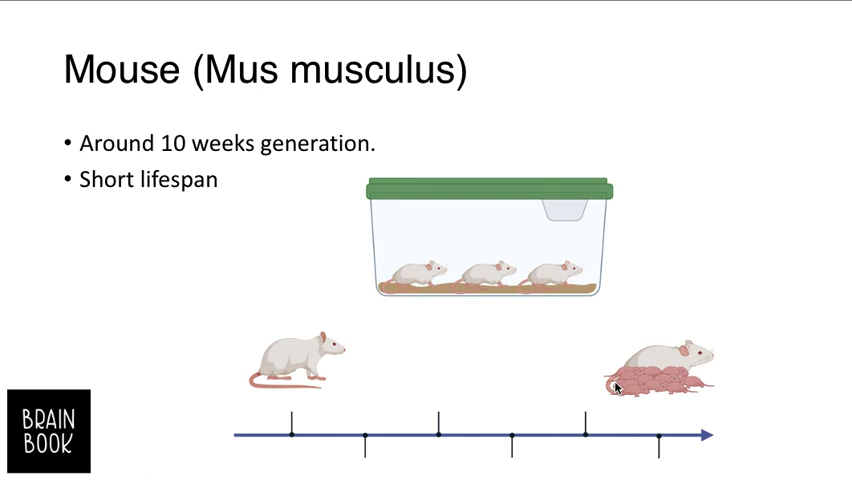 Mouse (Mus musculus)
• Around 10 weeks generation.
• Short lifespan
BRAIN
BOOK